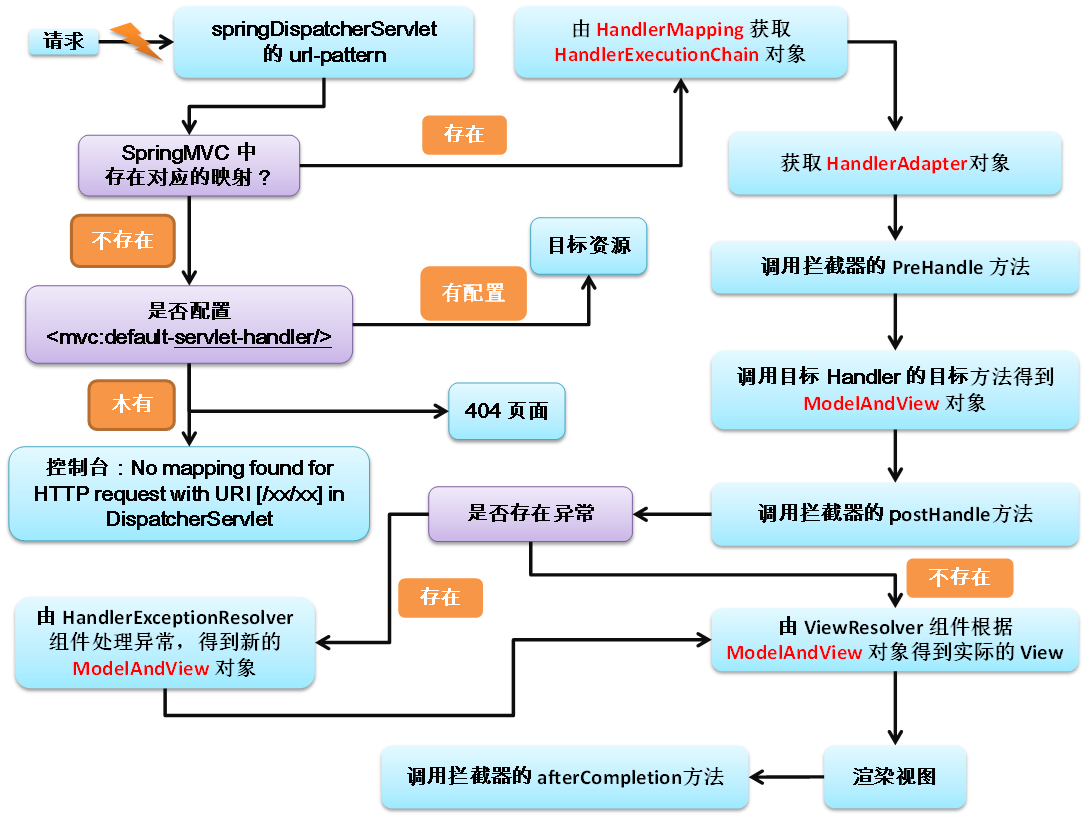 请求
springDispatcherServlet
的 url-pattern
由 HandlerMapping 获取
HandlerExecutionChain 对象
SpringMVC 中
存在对应的映射？
存在
获取 HandlerAdapter对象
不存在
目标资源
调用拦截器的 PreHandle 方法
是否配置
<mvc:default-servlet-handler/>
有配置
木有
404 页面
调用目标 Handler 的目标方法得到
ModelAndView 对象
控制台：No mapping found for
HTTP request with URI [/xx/xx] in
DispatcherServlet
是否存在异常
调用拦截器的 postHandle方法
存在
不存在
由 HandlerExceptionResolver
组件处理异常，得到新的
ModelAndView 对象
由 ViewResolver 组件根据
ModelAndView 对象得到实际的 View
调用拦截器的 afterCompletion方法
渲染视图